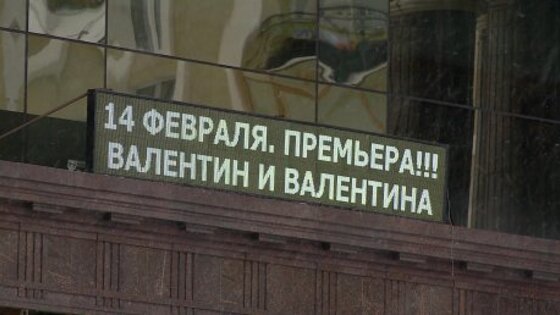 14 ФЕВРАЛЯ. ПРЕМЬЕРА!!!
ВАЛЕНТИН И ВАЛЕНТИНА